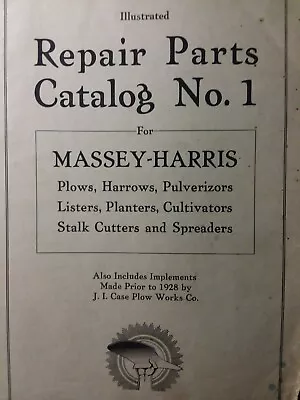 Illustrated
Repair Parts
Catalog No. 1
For
MASSEY-HARRIS
Plows, Harrows, Pulverizors
Listers, Planters, Cultivators
Stalk Cutters and Spreaders
Also Includes Implements
Made Prior to 1928 by
J. I. Case Plow Works Co.